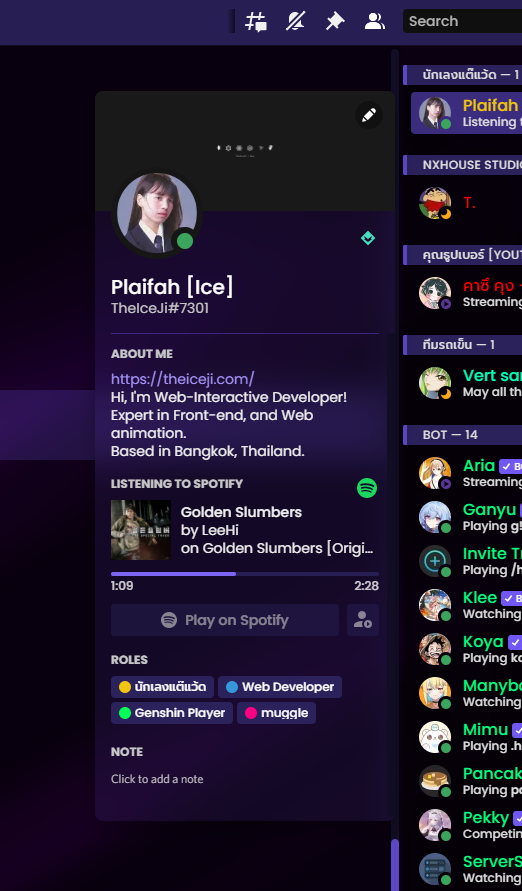 Search
Plaifah [Ice]
TheIceJi#7301
ABOUT ME
https://theiceji.com/
Hi, I'm Web-Interactive Developer!
Expert in Front-end, and Web
animation.
Based in Bangkok, Thailand.
LISTENING TO SPOTIFY
Golden Slumbers
by LeeHi
on Golden Slumbers [Origi...
1:09
2:28
Play on Spotify
ROLES
นักเลงแต๊แว้ด
Web Developer
Genshin Player
muggle
NOTE
Click to add a note
นักเลงแต๊แว้ด — 1
Plaifah
Listening
NXHOUSE STUDIO
T.
คุณธูปเบอร์ [YOUT
คาซึ คุง
Streaming
ทีมรถเข็น — 1
Vert
May all th
BOT — 14
Aria
Streaming
Ganyu
Playing g!
Invite
Playing /h
Klee
Watching
Koya
Playing
Watching
Mimu
Playing .h
Pancak
Playing
Pekky
Competin
ServerS
Watching